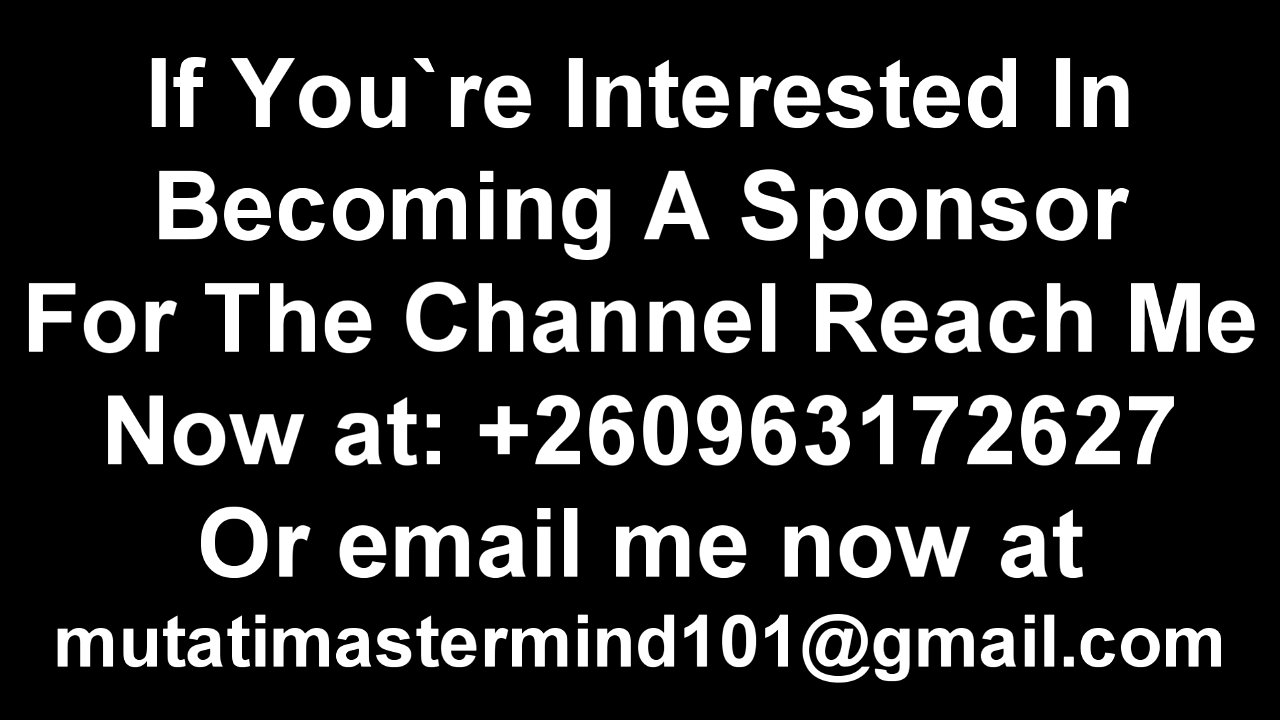 If You`re Interested In
Becoming A Sponsor
For The Channel Reach Me
Now at: +260963172627
Or email me now at
mutatimastermind101@gmail.com